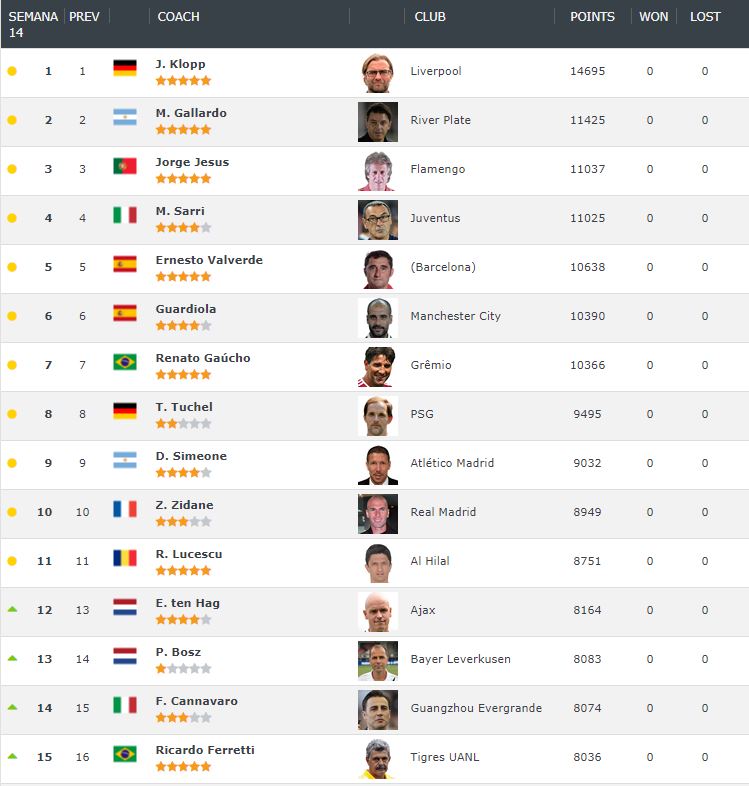 SEMANA 14 PREV COACH CLUB POINTS WON LOST
1 1 J. Klopp Liverpool 14695 0 0
2 2 M. Gallardo River Plate 11425 0 0
3 3 Jorge Jesus Flamengo 11037 0 0
4 4 M. Sarri Juventus 11025 0 0
5 5 Ernesto Valverde (Barcelona) 10638 0 0
6 6 Guardiola Manchester City 10390 0 0
7 7 Renato Gaúcho Grêmio 10366 0 0
8 8 T. Tuchel PSG 9495 0 0
9 9 D. Simeone Atlético Madrid 9032 0 0
10 10 Z. Zidane Real Madrid 8949 0 0
11 11 R. Lucescu Al Hilal 8751 0 0
12 13 E. ten Hag Ajax 8164 0 0
13 14 P. Bosz Bayer Leverkusen 8083 0 0
14 15 F. Cannavaro Guangzhou Evergrande 8074 0 0
15 16 Ricardo Ferretti Tigres UANL 8036 0 0